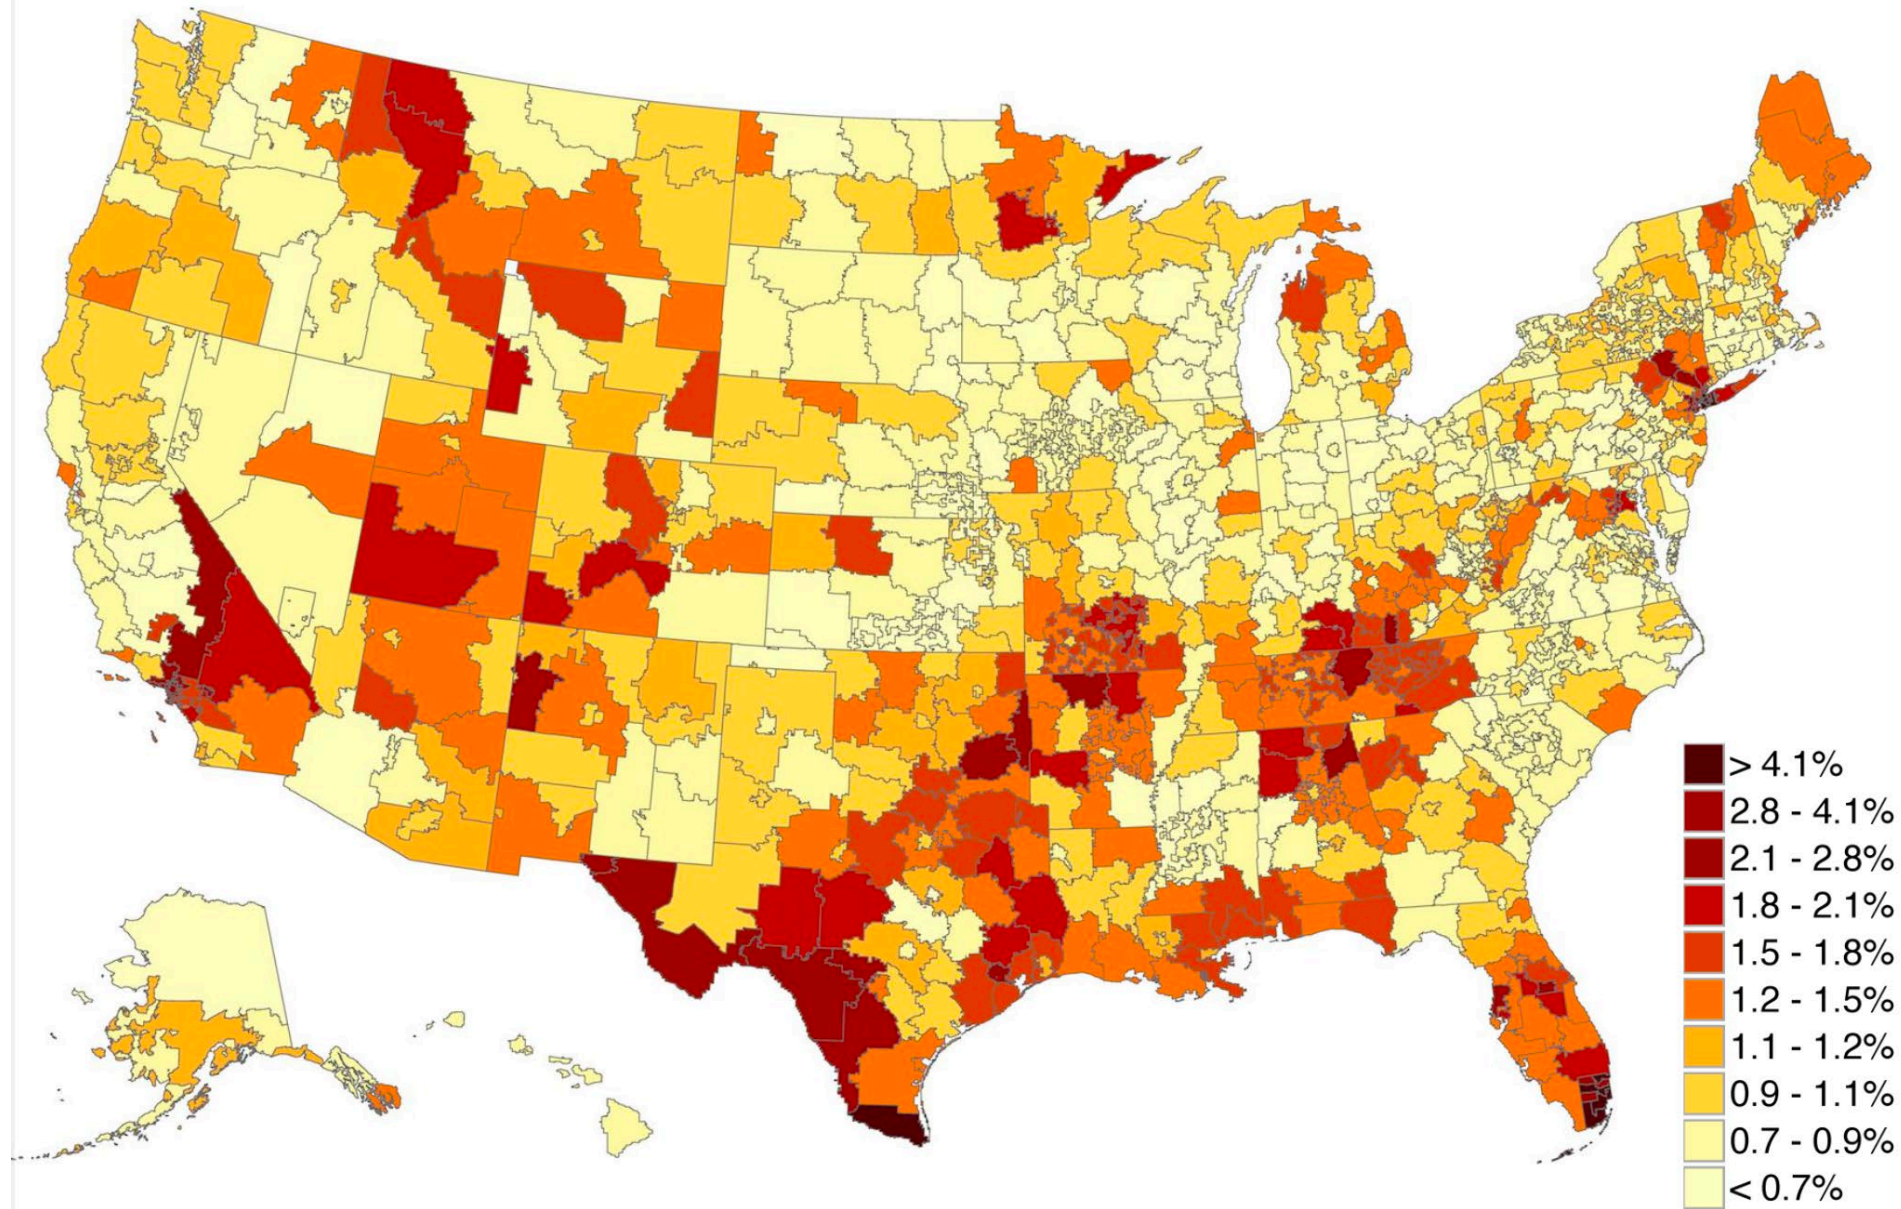 > 4.1%
2.8 - 4.1%
2.1 - 2.8%
1.8 - 2.1%
1.5 - 1.8%
1.2 - 1.5%
1.1 - 1.2%
0.9 - 1.1%
0.7 - 0.9%
< 0.7%